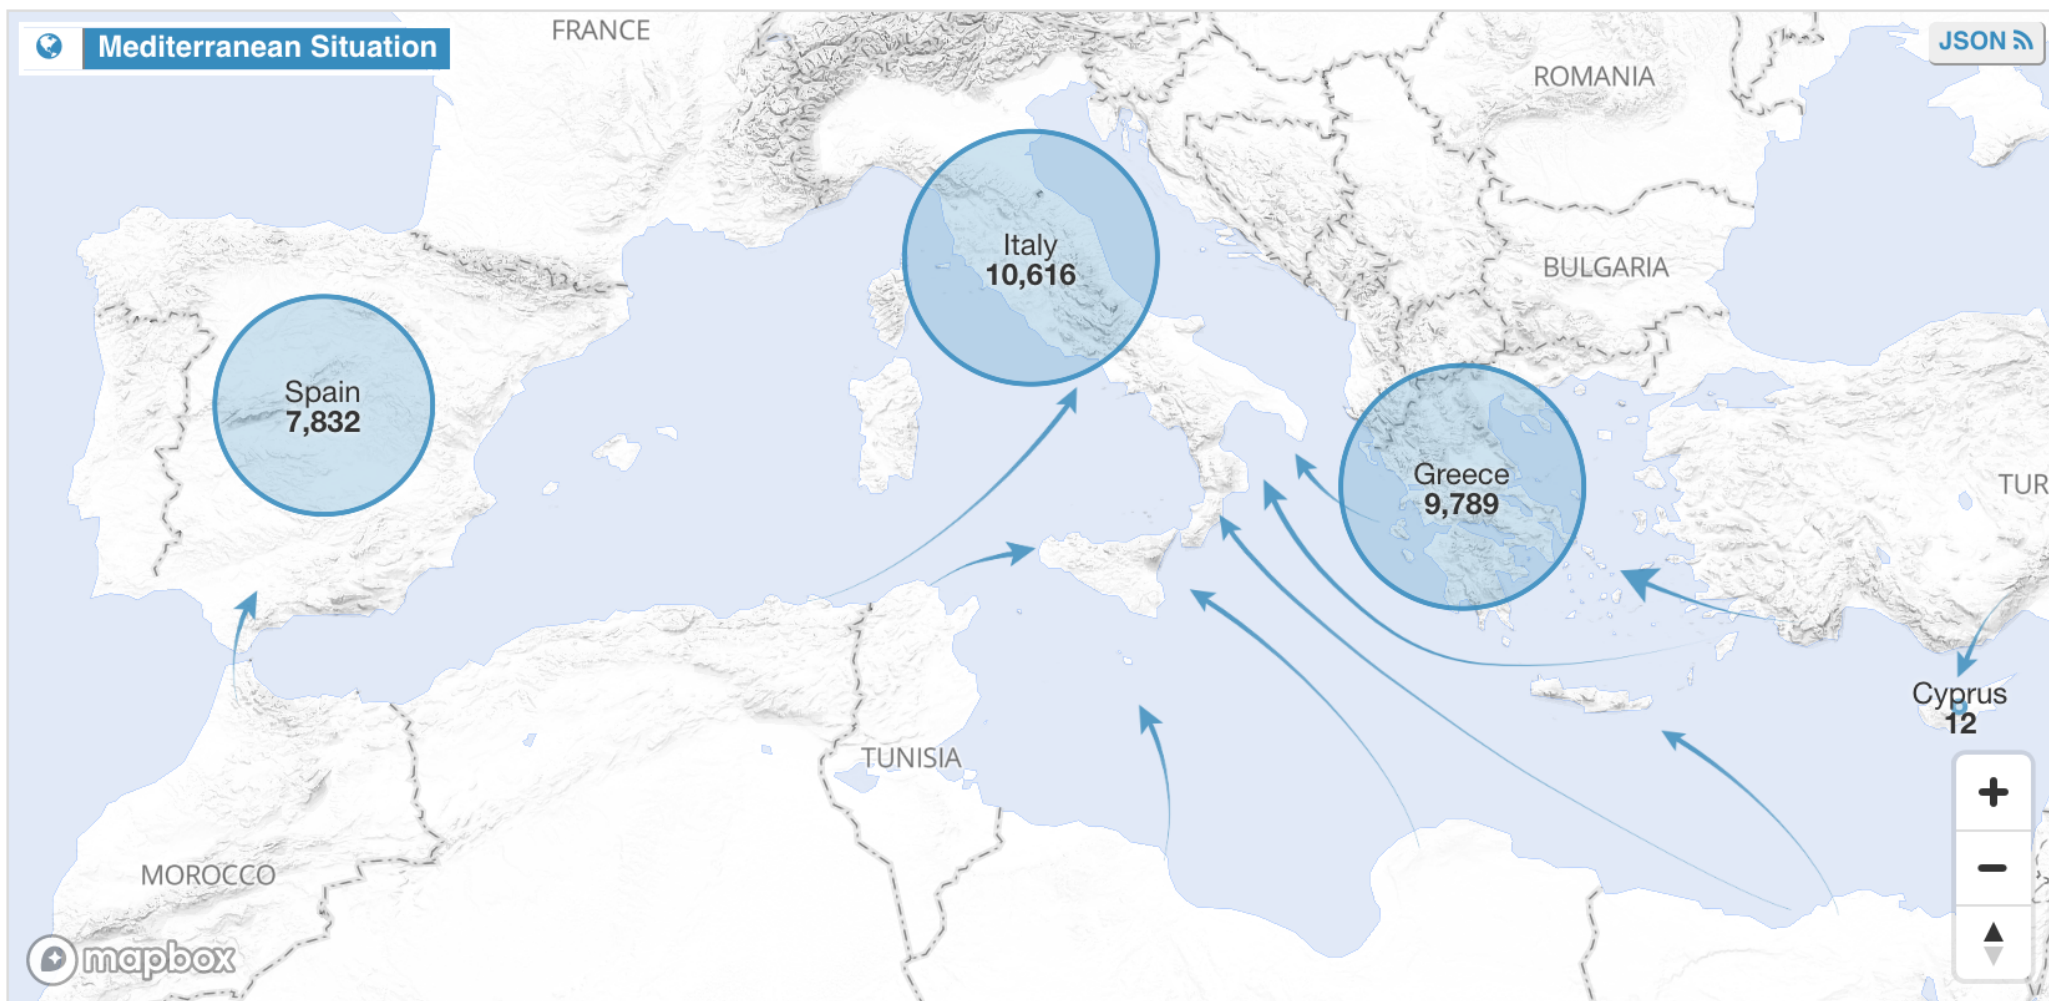 Mediterranean Situation
JSON
FRANCE
ROMANIA
Italy
10,616
BULGARIA
Spain
7,832
Greece
9,789
TUR
Cyprus
12
TUNISIA
MOROCCO
mapbox